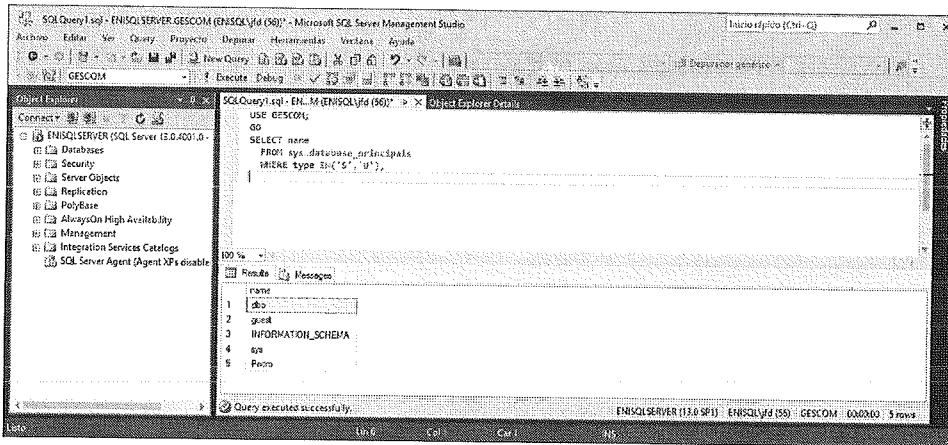 SQLQuery1.sql - ENISQLSERVER.GESCOM (ENISQL\jfd (56))* - Microsoft SQL Server Management Studio
Inicio rápido (Ctrl+Q)
Archivo Editar Ver Query Proyecto Depurar Herramientas Ventana Ayuda
New Query
Depurador genérico
GESCOM
Execute Debug
Object Explorer
SQLQuery1.sql - EN...M (ENISQL\jfd (56))*
Object Explorer Details
Connect
ENISQLSERVER (SQL Server 13.0.4001.0 -
Databases
Security
Server Objects
Replication
PolyBase
AlwaysOn High Availability
Management
Integration Services Catalogs
SQL Server Agent (Agent XPs disable
USE GESCOM;
GO
SELECT name
FROM sys.database_principals
WHERE type IN('S','U');
100 %
Results Messages
name
1 dbo
2 guest
3 INFORMATION_SCHEMA
4 sys
5 Pedro
Query executed successfully.
ENISQLSERVER (13.0 SP1) ENISQL\jfd (56) GESCOM 00:00:00 5 rows
Listo
Lín 6
Col 1
Car 1
INS